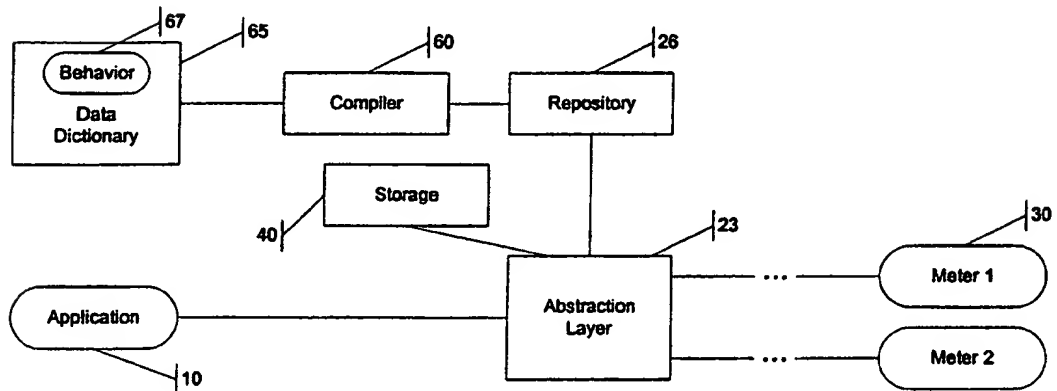 67
65
60
26
Behavior
Data
Dictionary
Compiler
Repository
Storage
40
23
30
Application
Abstraction
Layer
...
Meter 1
...
Meter 2
10